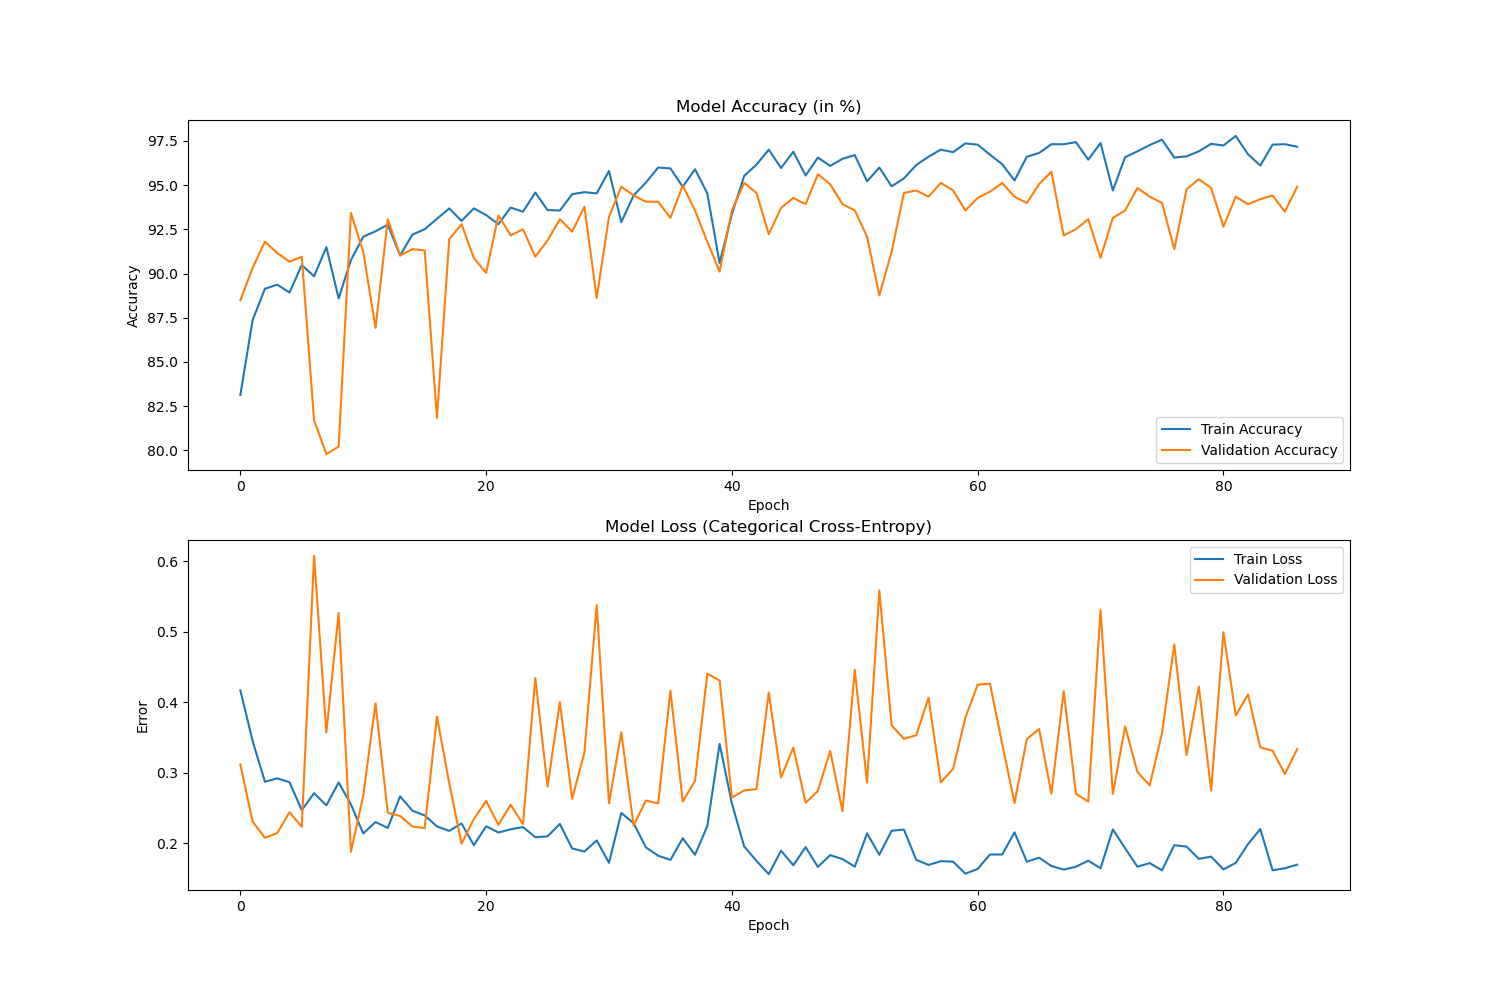 Model Accuracy (in %)
97.5
95.0
92.5
90.0
87.5
85.0
82.5
80.0
Accuracy
Train Accuracy
Validation Accuracy
0 20 40 60 80
Epoch
Model Loss (Categorical Cross-Entropy)
0.6
0.5
0.4
0.3
0.2
Error
Train Loss
Validation Loss
0 20 40 60 80
Epoch